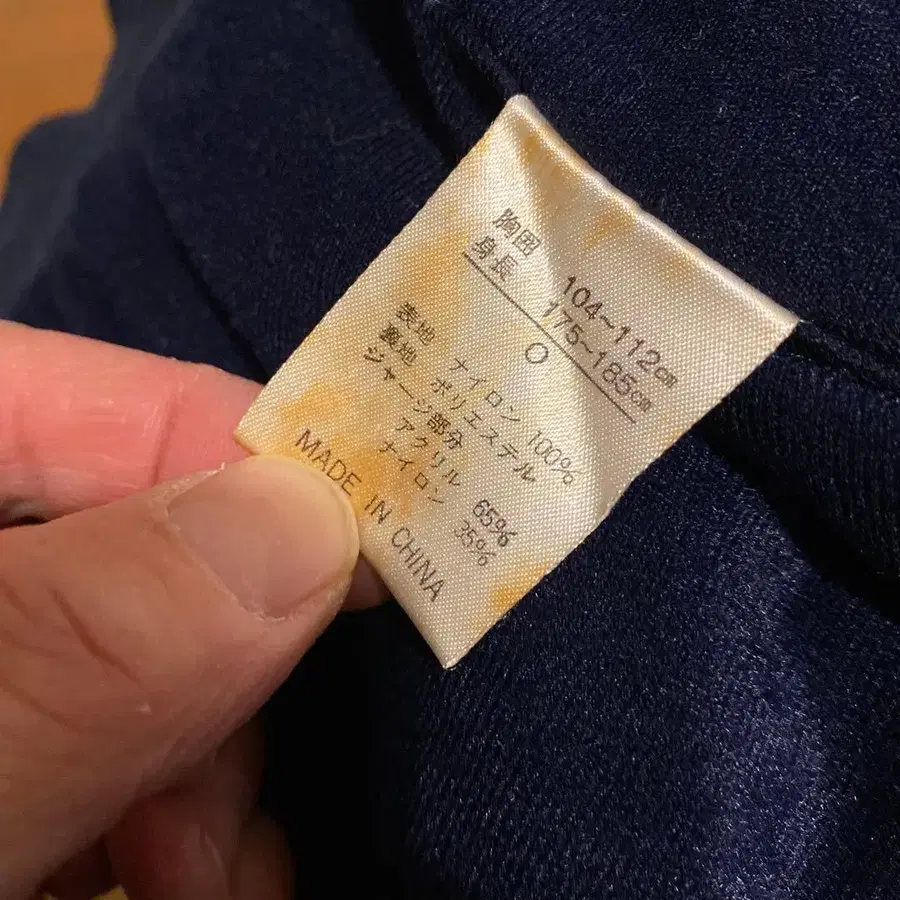 胸囲 104~112cm
身長 175~185cm
O
表地 ナイロン 100%
裏地 ポリエステル
ジャージ部分
アクリル 65%
ナイロン 35%
MADE IN CHINA